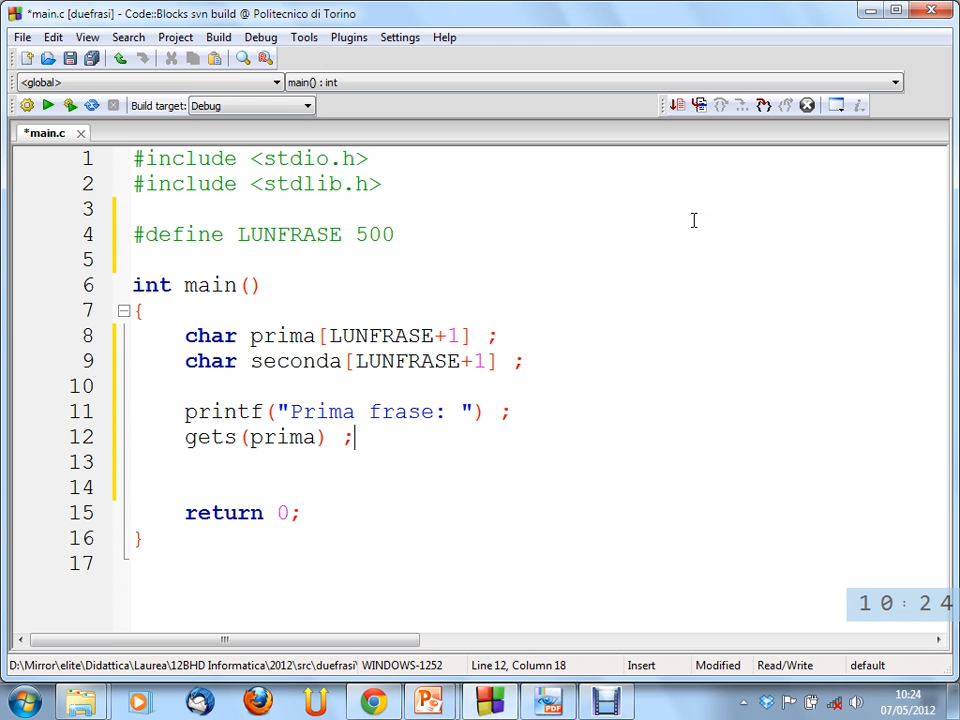 *main.c [duefrasi] - Code::Blocks svn build @ Politecnico di Torino
File Edit View Search Project Build Debug Tools Plugins Settings Help
<global> main() : int
Build target: Debug
*main.c
1 #include <stdio.h>
2 #include <stdlib.h>
3
4 #define LUNFRASE 500
5
6 int main()
7 {
8 char prima[LUNFRASE+1] ;
9 char seconda[LUNFRASE+1] ;
10
11 printf("Prima frase: ") ;
12 gets(prima) ;
13
14
15 return 0;
16 }
17
10:24
D:\Mirror\elite\Didattica\Laurea\12BHD Informatica\2012\src\duefrasi\ WINDOWS-1252 Line 12, Column 18 Insert Modified Read/Write default
10:24
07/05/2012